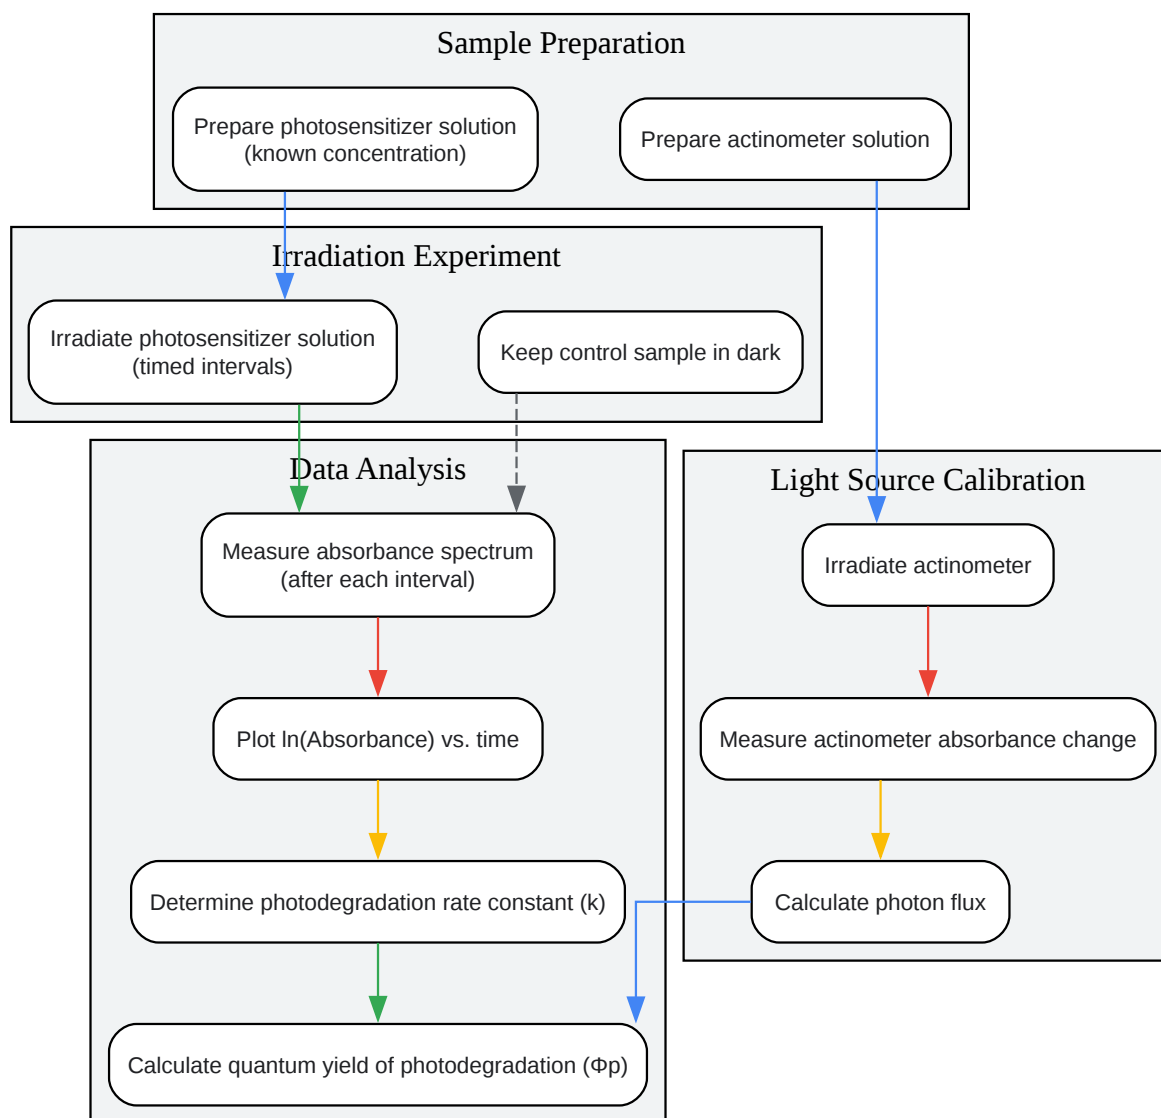 Sample Preparation
Prepare photosensitizer solution
(known concentration)
Prepare actinometer solution
Irradiation Experiment
Irradiate photosensitizer solution
(timed intervals)
Keep control sample in dark
Data Analysis
Measure absorbance spectrum
(after each interval)
Plot ln(Absorbance) vs. time
Determine photodegradation rate constant (k)
Calculate quantum yield of photodegradation (Φp)
Light Source Calibration
Irradiate actinometer
Measure actinometer absorbance change
Calculate photon flux